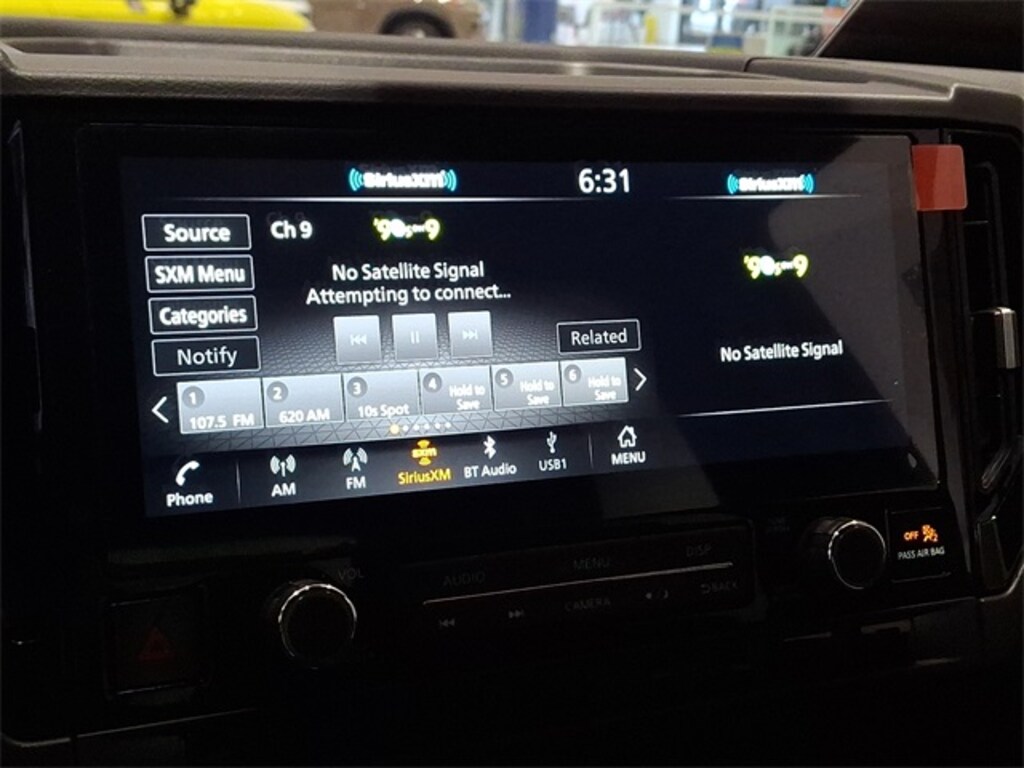 SiriusXM 6:31 SiriusXM
Source
Ch 9
'90s on 9
SXM Menu
No Satellite Signal
Attempting to connect...
'90s on 9
Categories
Notify
Related
No Satellite Signal
1
107.5 FM
2
620 AM
3
10s Spot
4
Hold to
Save
5
Hold to
Save
6
Hold to
Save
Phone
AM
FM
SXM
SiriusXM
BT Audio
USB1
MENU
VOL
AUDIO
MENU
DISP
CAMERA
BACK
OFF
PASS AIR BAG